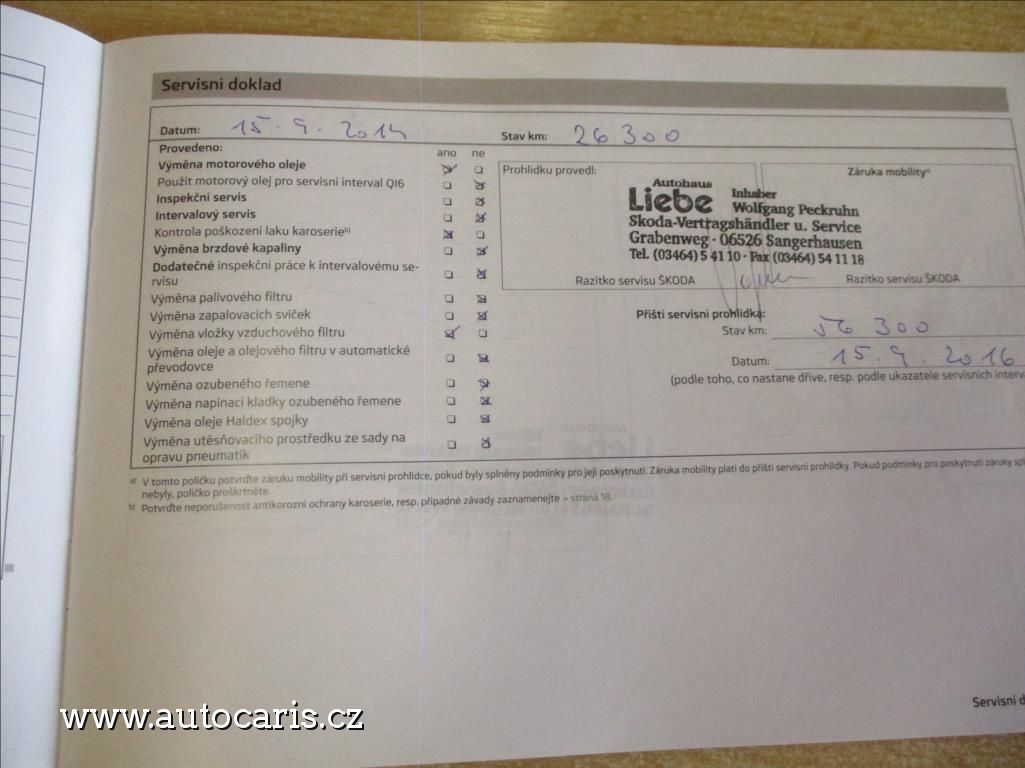 Servisní doklad
Datum: 15. 9. 2014
Stav km: 26 300
Provedeno:
ano ne
Výměna motorového oleje
Použit motorový olej pro servisní interval QI6
Inspekční servis
Intervalový servis
Kontrola poškození laku karoserieb)
Výměna brzdové kapaliny
Dodatečné inspekční práce k intervalovému se-
rvisu
Výměna palivového filtru
Výměna zapalovacích svíček
Výměna vložky vzduchového filtru
Výměna oleje a olejového filtru v automatické
převodovce
Výměna ozubeného řemene
Výměna napínací kladky ozubeného řemene
Výměna oleje Haldex spojky
Výměna utěsňovacího prostředku ze sady na
opravu pneumatik
Prohlídku provedl:
Záruka mobilitya)
Autohaus
Liebe
Inhaber
Wolfgang Peckruhn
Skoda-Vertragshändler u. Service
Grabenweg · 06526 Sangerhausen
Tel. (03464) 5 41 10 · Fax (03464) 54 11 18
Razítko servisu ŠKODA
Razítko servisu ŠKODA
Příští servisní prohlídka:
Stav km: 56 300
Datum: 15. 9. 2016
(podle toho, co nastane dříve, resp. podle ukazatele servisních interva
a) V tomto políčku potvrďte záruku mobility při servisní prohlídce, pokud byly splněny podmínky pro její poskytnutí. Záruka mobility platí do příští servisní prohlídky. Pokud podmínky pro poskytnutí záruky spl
nebyly, políčko proškrtněte.
b) Potvrďte neporušenost antikorozní ochrany karoserie, resp. případné závady zaznamenejte » strana 18.
Servisní d
www.autocaris.cz